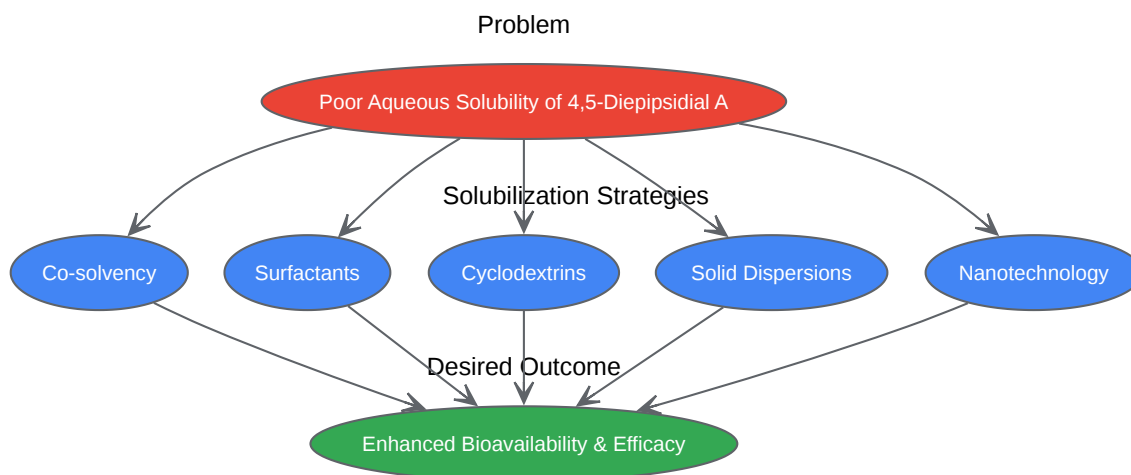 Problem
Poor Aqueous Solubility of 4,5-Diepipsidial A
Solubilization Strategies
Co-solvency
Surfactants
Cyclodextrins
Solid Dispersions
Nanotechnology
Desired Outcome
Enhanced Bioavailability & Efficacy